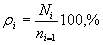 ρᵢ = Nᵢ / nᵢ₌₁ 100,%